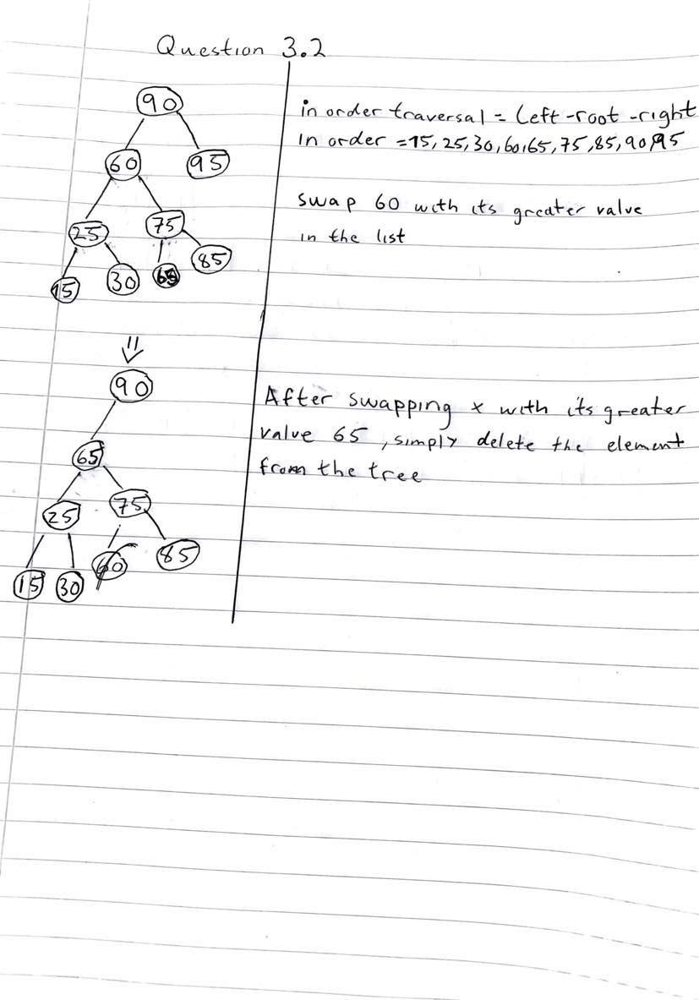 Question 3.2
90
60 95
25 75
15 30 65 85
in order traversal = Left-root-right
In order = 15, 25, 30, 60, 65, 75, 85, 90, 95
swap 60 with its greater value
in the list
90
65
25 75
15 30 60 85
After swapping x with its greater
value 65, simply delete the element
from the tree